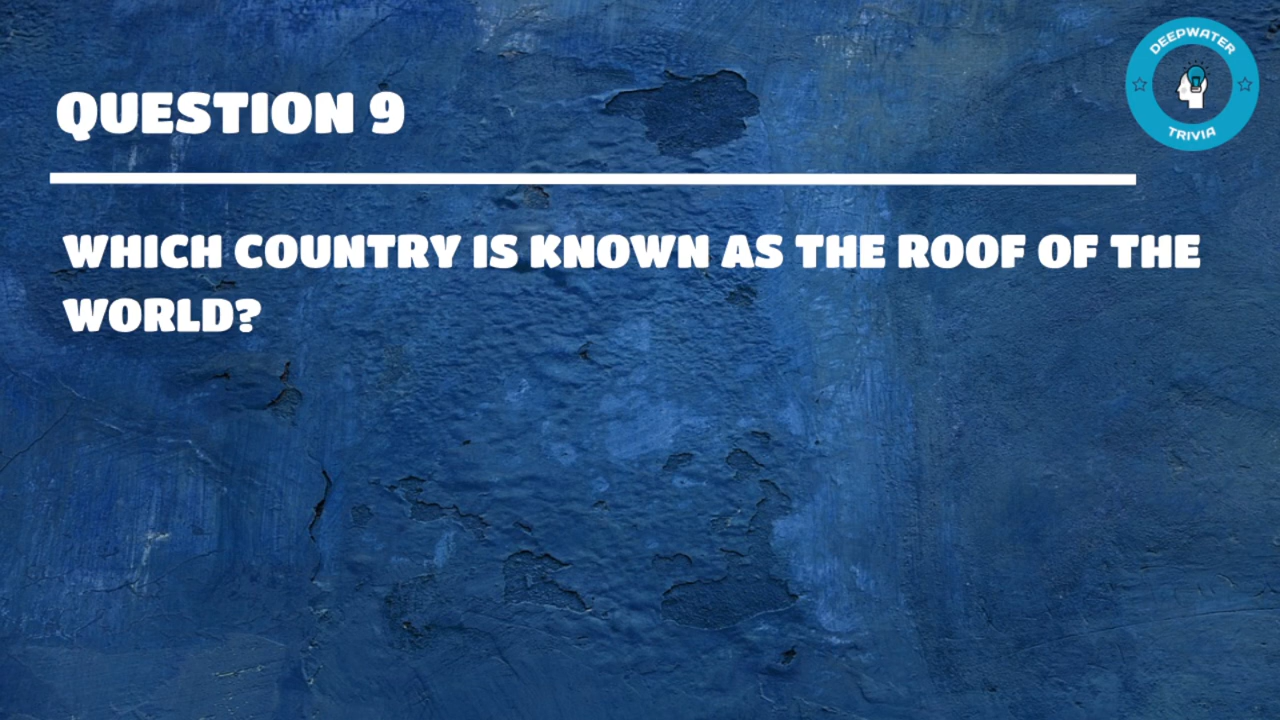 DEEPWATER
TRIVIA
QUESTION 9
WHICH COUNTRY IS KNOWN AS THE ROOF OF THE
WORLD?